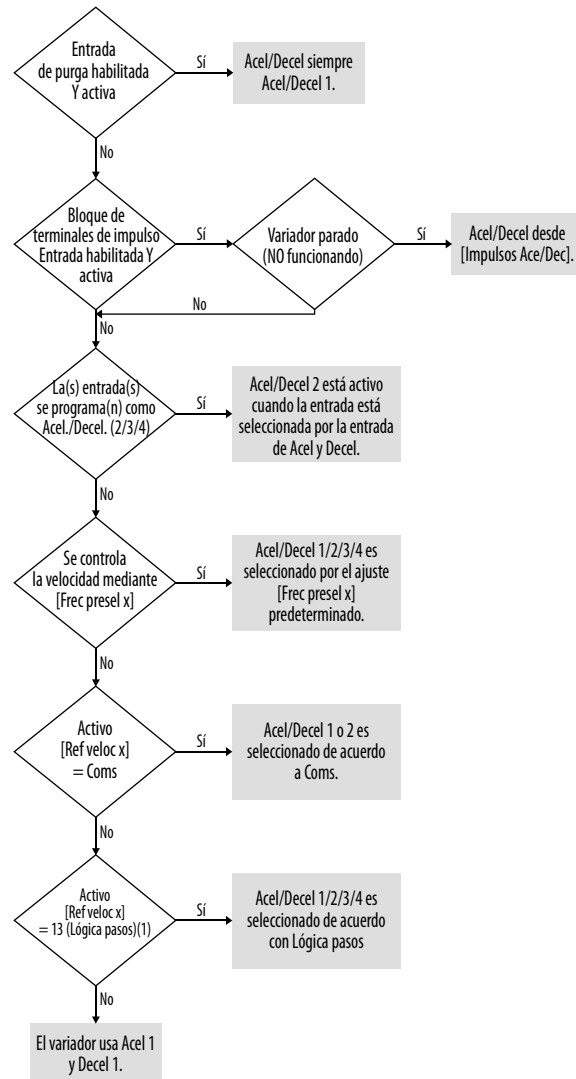 Entrada
de purga habilitada
Y activa
Sí
Acel/Decel siempre
Acel/Decel 1.
No
Bloque de
terminales de impulso
Entrada habilitada Y
activa
Sí
Variador parado
(NO funcionando)
Sí
Acel/Decel desde
[Impulsos Ace/Dec].
No
No
La(s) entrada(s)
se programa(n) como
Acel./Decel. (2/3/4)
Sí
Acel/Decel 2 está activo
cuando la entrada está
seleccionada por la entrada
de Acel y Decel.
No
Se controla
la velocidad mediante
[Frec presel x]
Sí
Acel/Decel 1/2/3/4 es
seleccionado por el ajuste
[Frec presel x]
predeterminado.
No
Activo
[Ref veloc x]
= Coms
Sí
Acel/Decel 1 o 2 es
seleccionado de acuerdo
a Coms.
No
Activo
[Ref veloc x]
= 13 (Lógica pasos)(1)
Sí
Acel/Decel 1/2/3/4 es
seleccionado de acuerdo
con Lógica pasos
No
El variador usa Acel 1
y Decel 1.